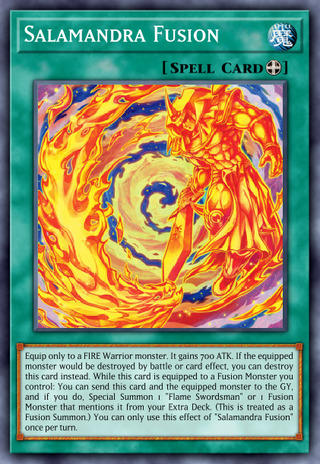 Salamandra Fusion
魔
[Spell Card]
Equip only to a FIRE Warrior monster. It gains 700 ATK. If the equipped
monster would be destroyed by battle or card effect, you can destroy
this card instead. While this card is equipped to a Fusion Monster you
control: You can send this card and the equipped monster to the GY,
and if you do, Special Summon 1 "Flame Swordsman" or 1 Fusion
Monster that mentions it from your Extra Deck. (This is treated as a
Fusion Summon.) You can only use this effect of "Salamandra Fusion"
once per turn.